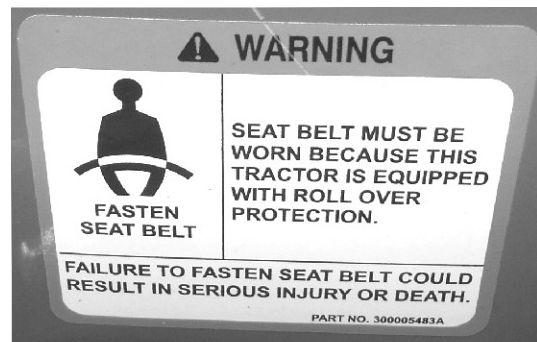 WARNING
SEAT BELT MUST BE
WORN BECAUSE THIS
TRACTOR IS EQUIPPED
WITH ROLL OVER
PROTECTION.
FASTEN
SEAT BELT
FAILURE TO FASTEN SEAT BELT COULD
RESULT IN SERIOUS INJURY OR DEATH.
PART NO. 300005483A